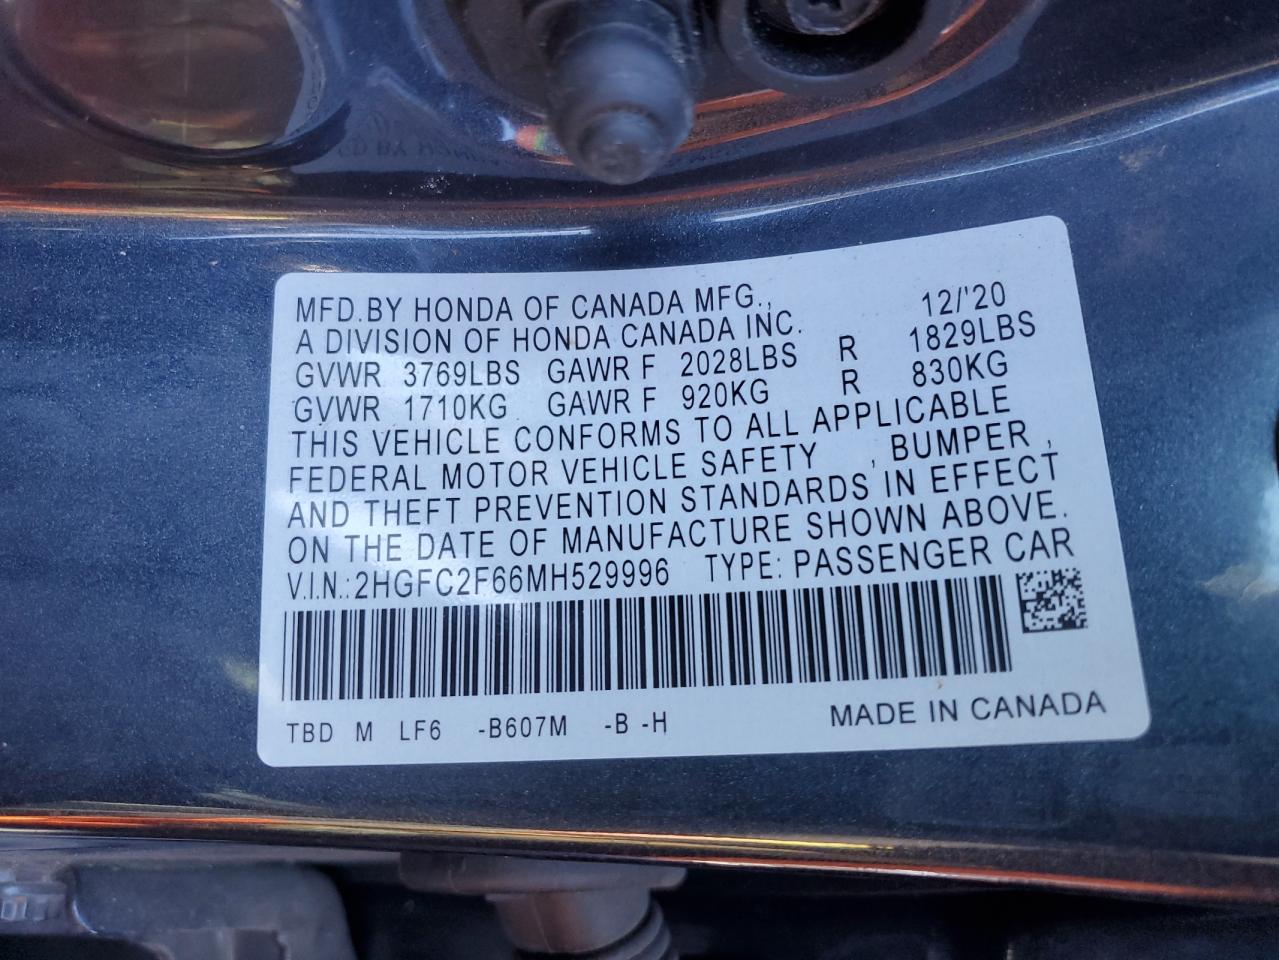 MFD.BY HONDA OF CANADA MFG., 12/'20
A DIVISION OF HONDA CANADA INC.
GVWR 3769LBS GAWR F 2028LBS R 1829LBS
GVWR 1710KG GAWR F 920KG R 830KG
THIS VEHICLE CONFORMS TO ALL APPLICABLE
FEDERAL MOTOR VEHICLE SAFETY , BUMPER ,
AND THEFT PREVENTION STANDARDS IN EFFECT
ON THE DATE OF MANUFACTURE SHOWN ABOVE.
V.I.N.:2HGFC2F66MH529996 TYPE: PASSENGER CAR
TBD M LF6 -B607M -B -H MADE IN CANADA